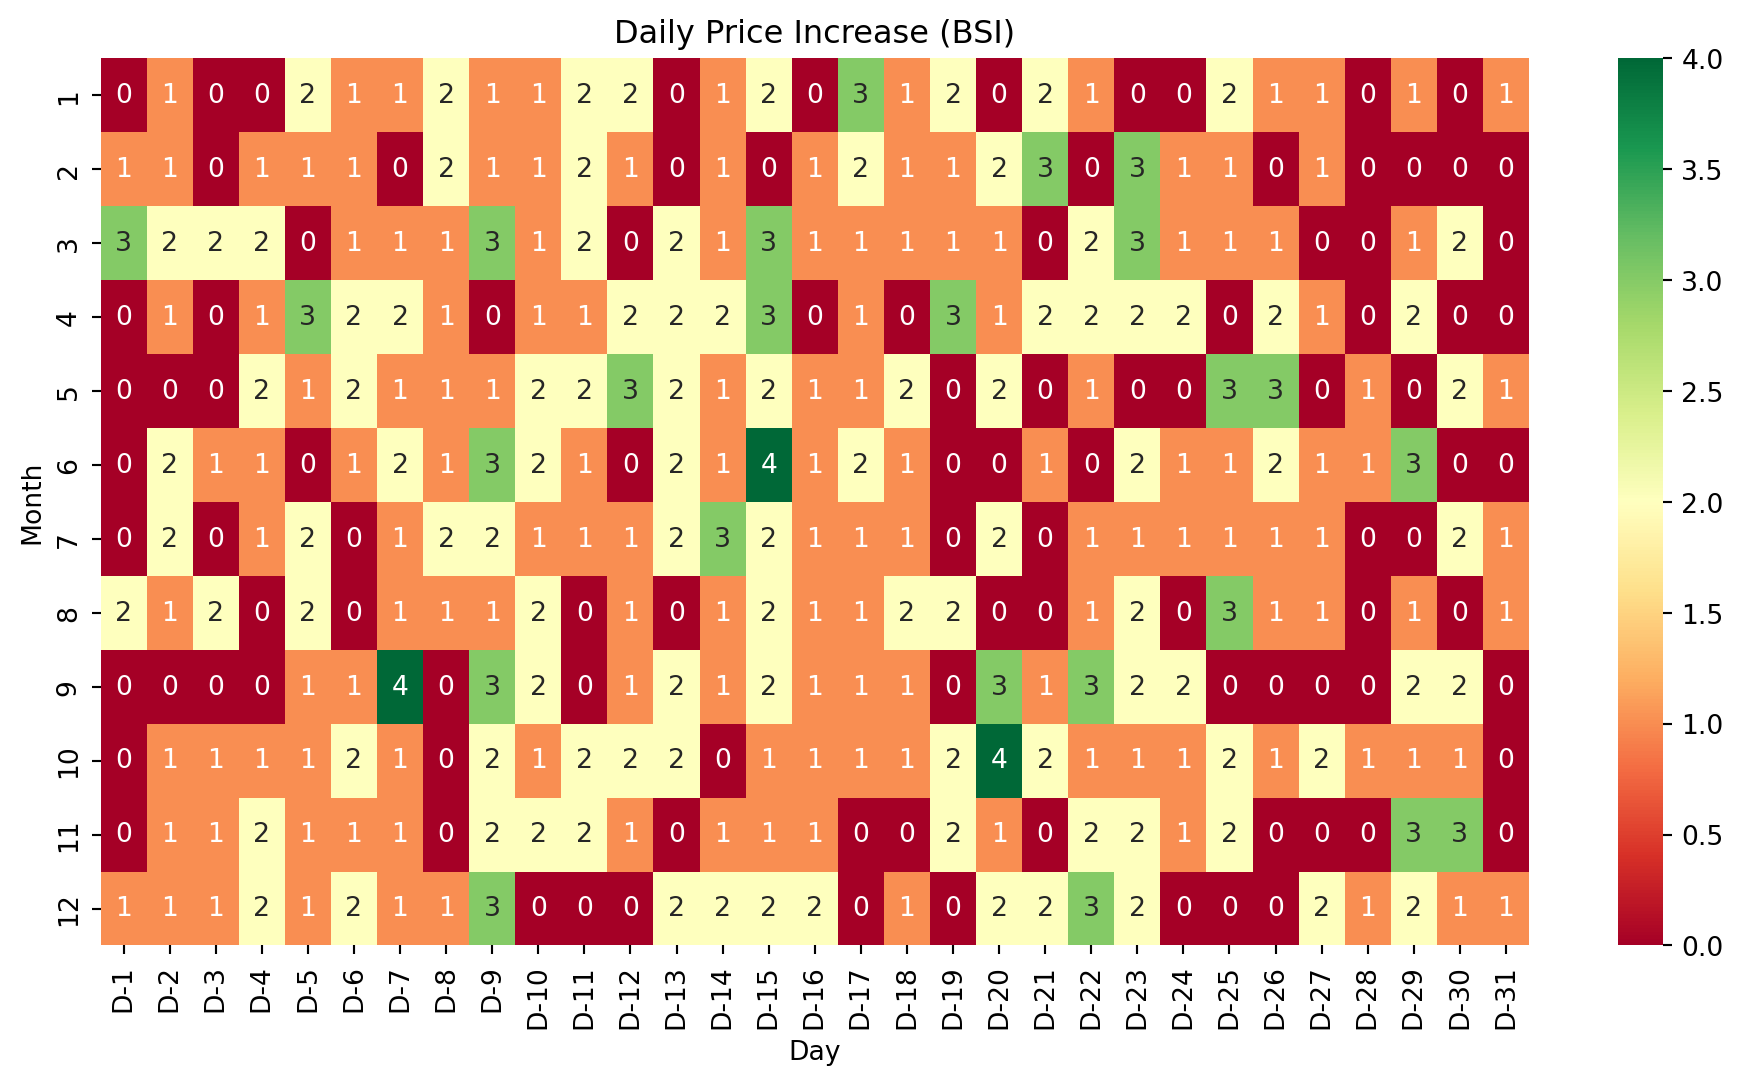 Daily Price Increase (BSI)
1 0 1 0 0 2 1 1 2 1 1 2 2 0 1 2 0 3 1 2 0 2 1 0 0 2 1 1 0 1 0 1
2 1 1 0 1 1 1 0 2 1 1 2 1 0 1 0 1 2 1 1 2 3 0 3 1 1 0 1 0 0 0 0
3 3 2 2 2 0 1 1 1 3 1 2 0 2 1 3 1 1 1 1 1 0 2 3 1 1 1 0 0 1 2 0
4 0 1 0 1 3 2 2 1 0 1 1 2 2 2 3 0 1 0 3 1 2 2 2 2 0 2 1 0 2 0 0
5 0 0 0 2 1 2 1 1 1 2 2 3 2 1 2 1 1 2 0 2 0 1 0 0 3 3 0 1 0 2 1
6 0 2 1 1 0 1 2 1 3 2 1 0 2 1 4 1 2 1 0 0 1 0 2 1 1 2 1 1 3 0 0
7 0 2 0 1 2 0 1 2 2 1 1 1 2 3 2 1 1 1 0 2 0 1 1 1 1 1 1 0 0 2 1
8 2 1 2 0 2 0 1 1 1 2 0 1 0 1 2 1 1 2 2 0 0 1 2 0 3 1 1 0 1 0 1
9 0 0 0 0 1 1 4 0 3 2 0 1 2 1 2 1 1 1 0 3 1 3 2 2 0 0 0 0 2 2 0
10 0 1 1 1 1 2 1 0 2 1 2 2 2 0 1 1 1 1 2 4 2 1 1 1 2 1 2 1 1 1 0
11 0 1 1 2 1 1 1 0 2 2 2 1 0 1 1 1 0 0 2 1 0 2 2 1 2 0 0 0 3 3 0
12 1 1 1 2 1 2 1 1 3 0 0 0 2 2 2 2 0 1 0 2 2 3 2 0 0 0 2 1 2 1 1
Month
D-1 D-2 D-3 D-4 D-5 D-6 D-7 D-8 D-9 D-10 D-11 D-12 D-13 D-14 D-15 D-16 D-17 D-18 D-19 D-20 D-21 D-22 D-23 D-24 D-25 D-26 D-27 D-28 D-29 D-30 D-31
Day
4.0
3.5
3.0
2.5
2.0
1.5
1.0
0.5
0.0